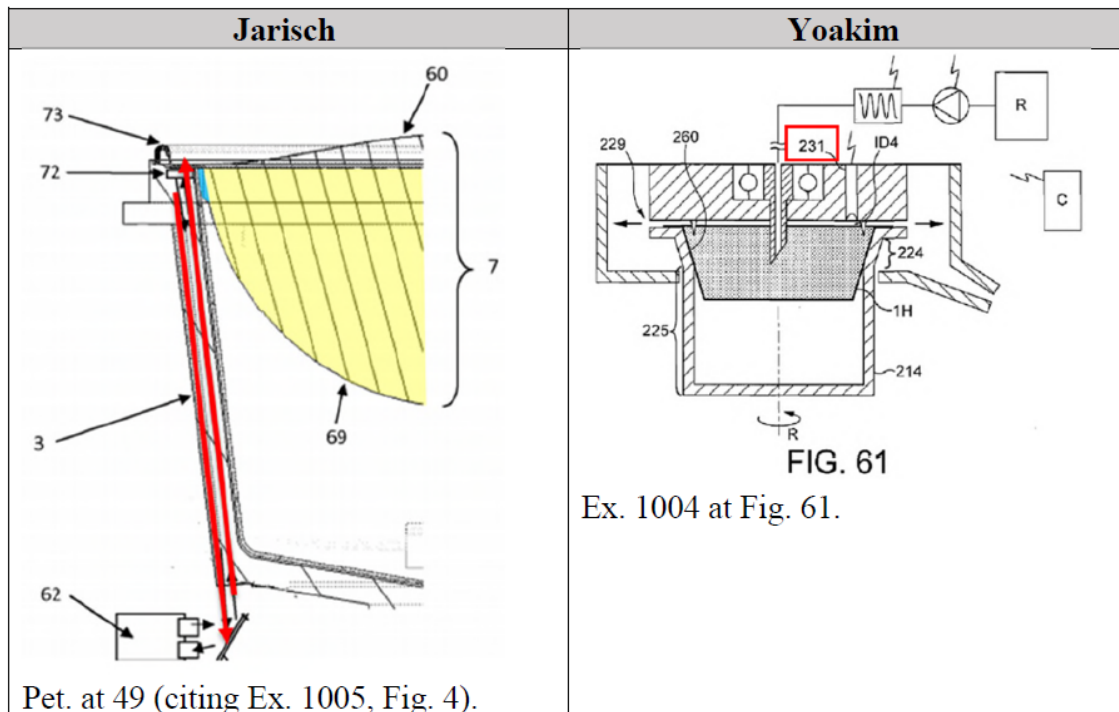 Jarisch
60
73
72
7
3
69
62
Pet. at 49 (citing Ex. 1005, Fig. 4).
Yoakim
R
229
260
231
ID4
C
224
225
1H
214
R
FIG. 61
Ex. 1004 at Fig. 61.